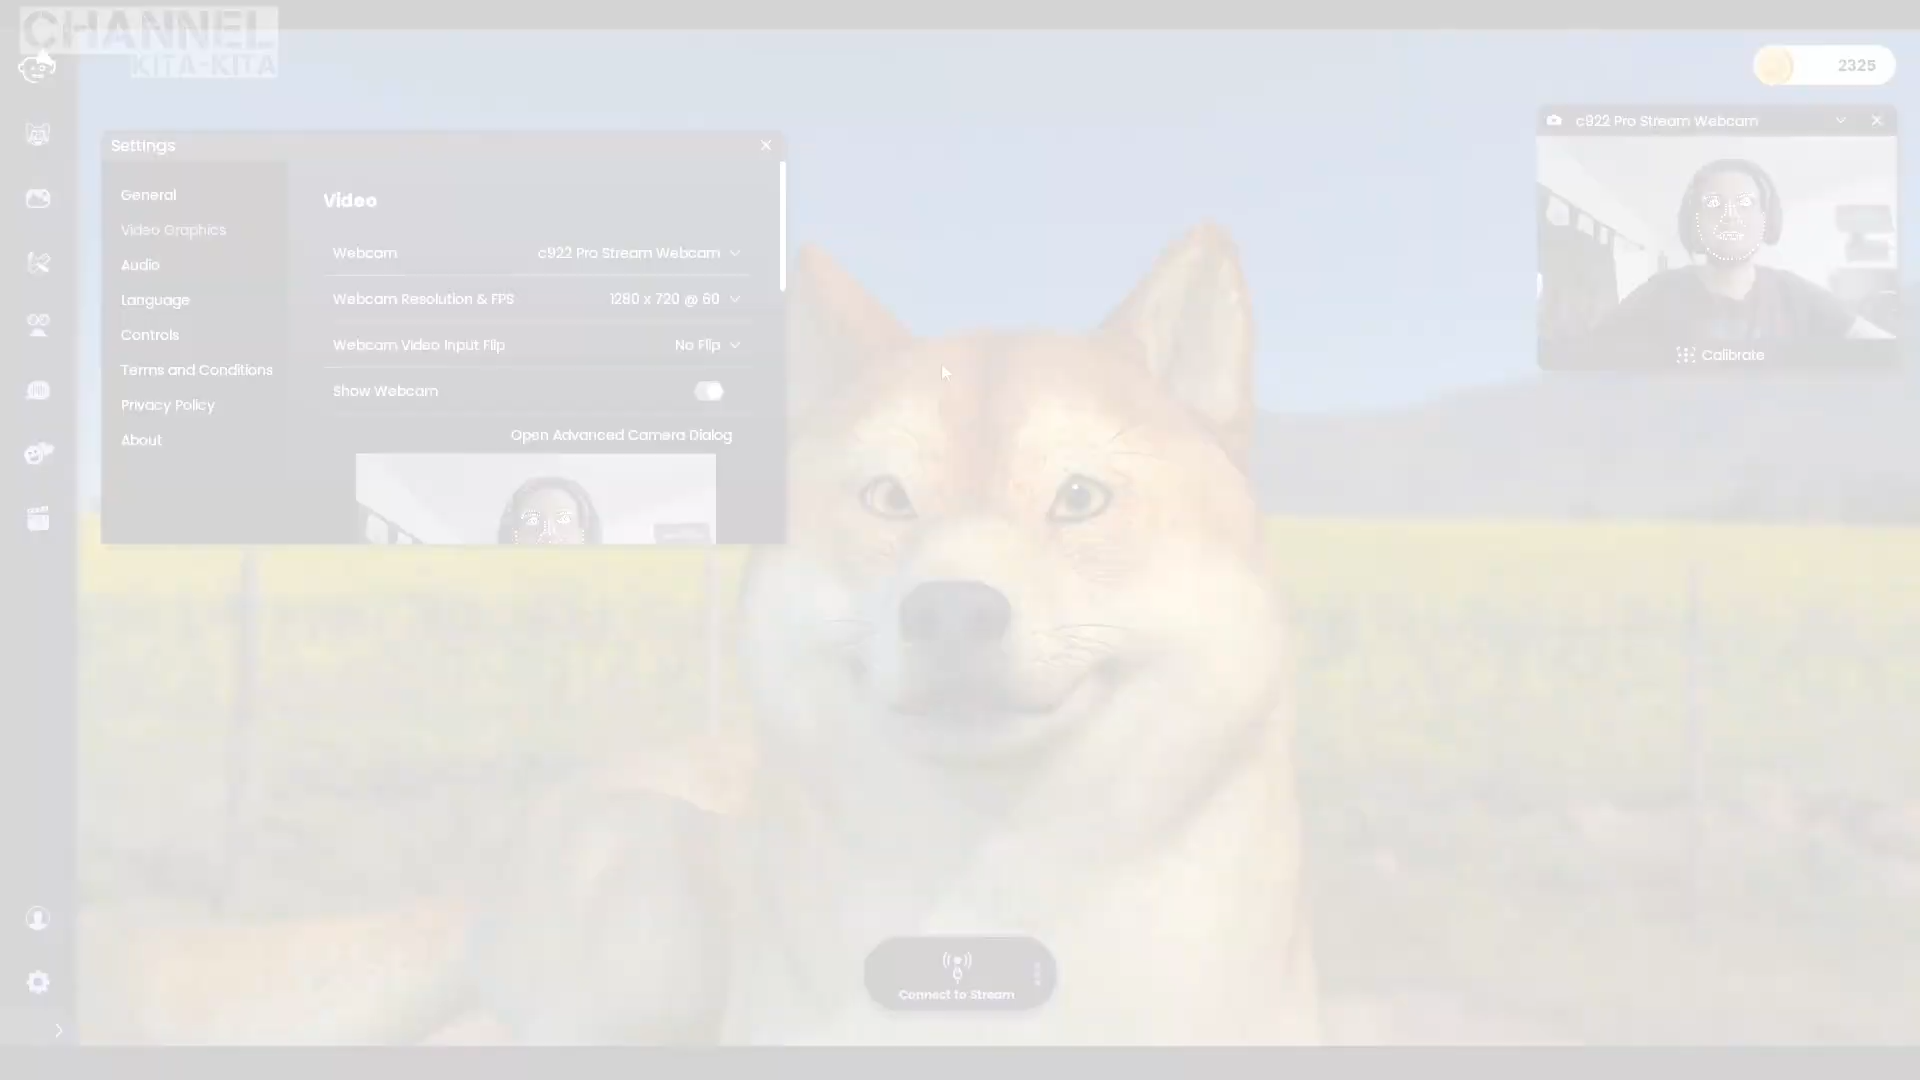 CHANNEL
KITA-KITA
2325
Settings
General
Video Graphics
Audio
Language
Controls
Terms and Conditions
Privacy Policy
About
Video
Webcam c922 Pro Stream Webcam
Webcam Resolution & FPS 1280 x 720 @ 60
Webcam Video Input Flip No Flip
Show Webcam
Open Advanced Camera Dialog
c922 Pro Stream Webcam
Calibrate
Connect to Stream